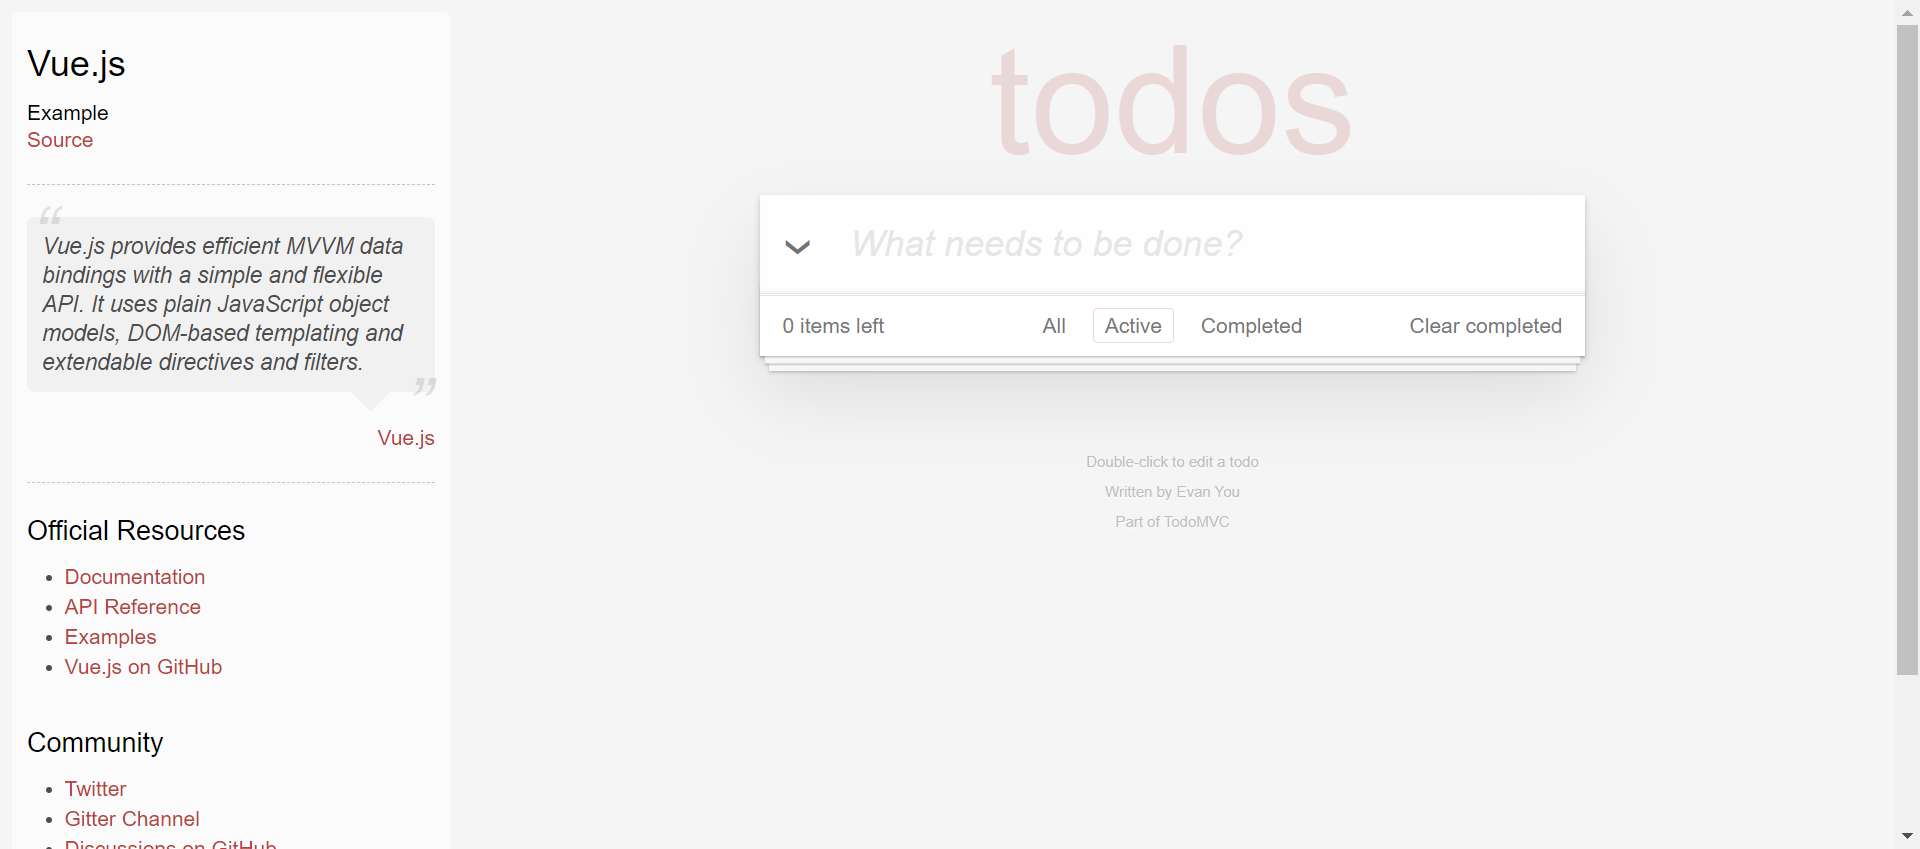 Vue.js
Example
Source
“
Vue.js provides efficient MVVM data
bindings with a simple and flexible
API. It uses plain JavaScript object
models, DOM-based templating and
extendable directives and filters.
”
Vue.js
Official Resources
• Documentation
• API Reference
• Examples
• Vue.js on GitHub
Community
• Twitter
• Gitter Channel
• Discussions on GitHub
todos
What needs to be done?
0 items left All Active Completed Clear completed
Double-click to edit a todo
Written by Evan You
Part of TodoMVC